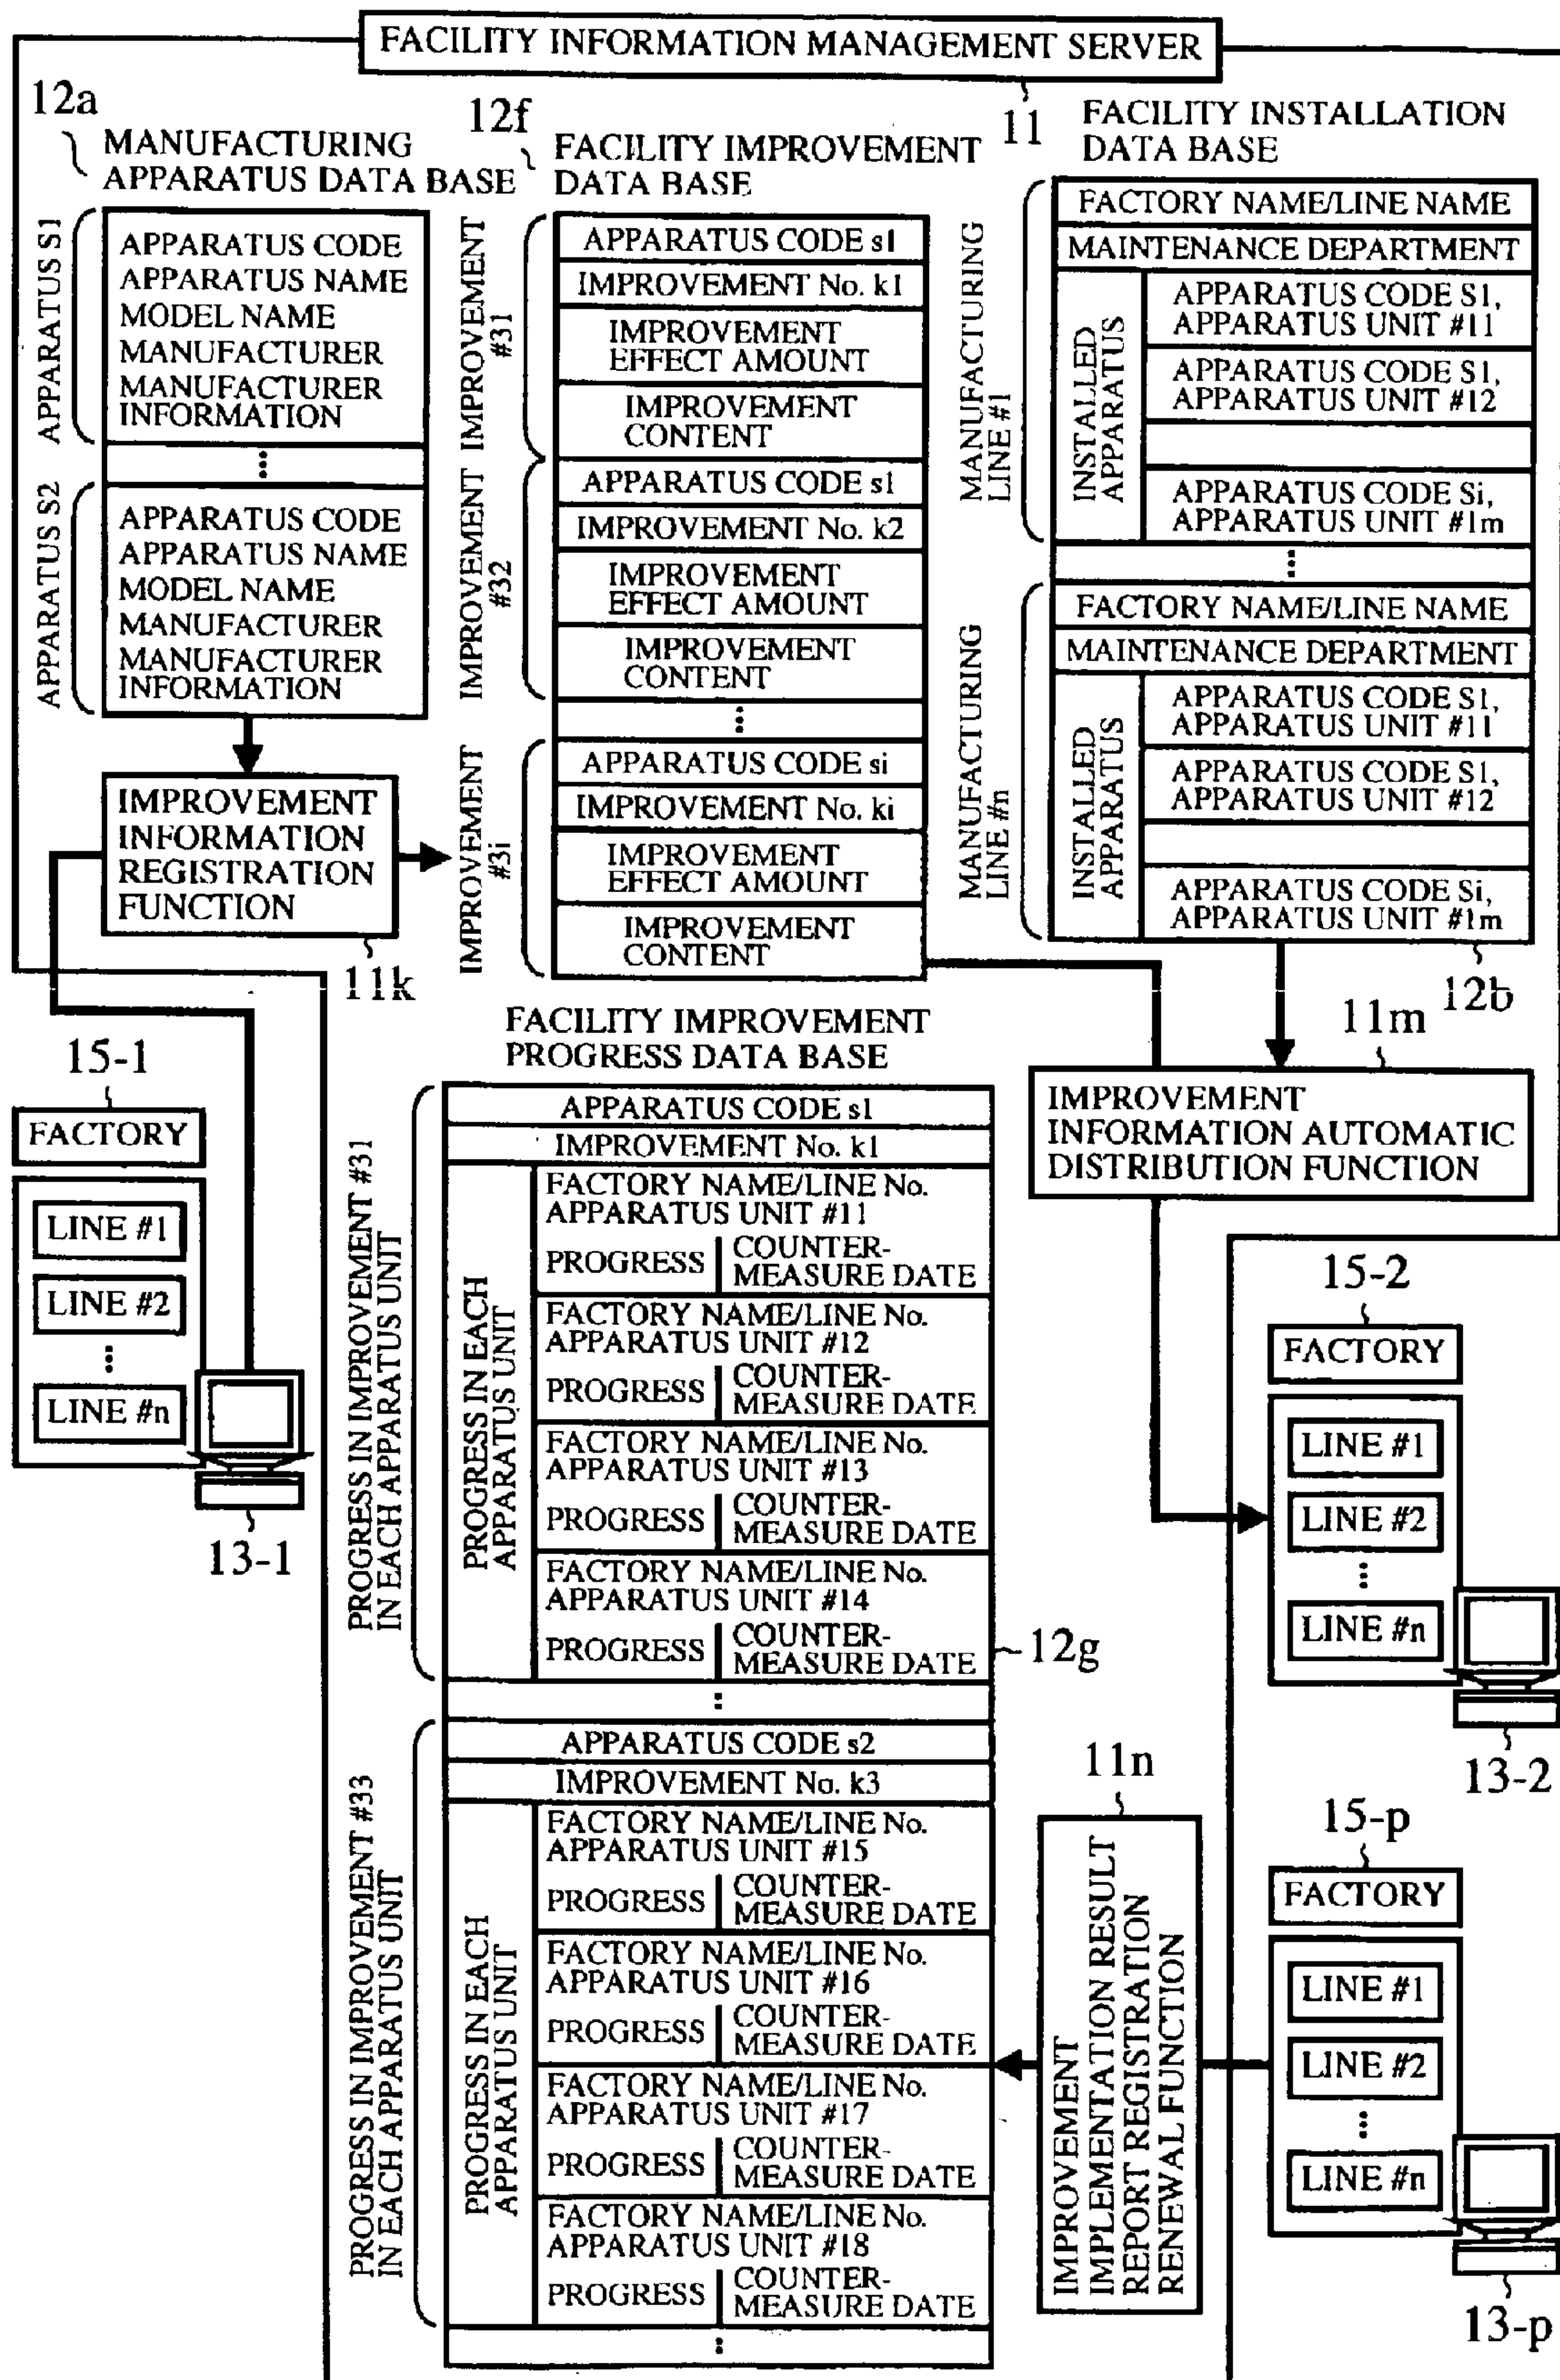 FACILITY INFORMATION MANAGEMENT SERVER
11
12a
MANUFACTURING
APPARATUS DATA BASE
APPARATUS S1
APPARATUS CODE
APPARATUS NAME
MODEL NAME
MANUFACTURER
MANUFACTURER
INFORMATION
⋮
APPARATUS S2
APPARATUS CODE
APPARATUS NAME
MODEL NAME
MANUFACTURER
MANUFACTURER
INFORMATION
IMPROVEMENT
INFORMATION
REGISTRATION
FUNCTION
11k
12f
FACILITY IMPROVEMENT
DATA BASE
IMPROVEMENT
#31
APPARATUS CODE s1
IMPROVEMENT No. k1
IMPROVEMENT
EFFECT AMOUNT
IMPROVEMENT
CONTENT
IMPROVEMENT
#32
APPARATUS CODE s1
IMPROVEMENT No. k2
IMPROVEMENT
EFFECT AMOUNT
IMPROVEMENT
CONTENT
⋮
IMPROVEMENT
#3i
APPARATUS CODE si
IMPROVEMENT No. ki
IMPROVEMENT
EFFECT AMOUNT
IMPROVEMENT
CONTENT
FACILITY INSTALLATION
DATA BASE
MANUFACTURING
LINE #1
FACTORY NAME/LINE NAME
MAINTENANCE DEPARTMENT
INSTALLED
APPARATUS
APPARATUS CODE S1,
APPARATUS UNIT #11
APPARATUS CODE S1,
APPARATUS UNIT #12
APPARATUS CODE Si,
APPARATUS UNIT #1m
⋮
MANUFACTURING
LINE #n
FACTORY NAME/LINE NAME
MAINTENANCE DEPARTMENT
INSTALLED
APPARATUS
APPARATUS CODE S1,
APPARATUS UNIT #11
APPARATUS CODE S1,
APPARATUS UNIT #12
APPARATUS CODE Si,
APPARATUS UNIT #1m
12b
11m
IMPROVEMENT
INFORMATION AUTOMATIC
DISTRIBUTION FUNCTION
15-1
FACTORY
LINE #1
LINE #2
⋮
LINE #n
13-1
FACILITY IMPROVEMENT
PROGRESS DATA BASE
PROGRESS IN IMPROVEMENT #31
IN EACH APPARATUS UNIT
APPARATUS CODE s1
IMPROVEMENT No. k1
PROGRESS IN EACH
APPARATUS UNIT
FACTORY NAME/LINE No.
APPARATUS UNIT #11
PROGRESS
COUNTER-
MEASURE DATE
FACTORY NAME/LINE No.
APPARATUS UNIT #12
PROGRESS
COUNTER-
MEASURE DATE
FACTORY NAME/LINE No.
APPARATUS UNIT #13
PROGRESS
COUNTER-
MEASURE DATE
FACTORY NAME/LINE No.
APPARATUS UNIT #14
PROGRESS
COUNTER-
MEASURE DATE
12g
⋮
PROGRESS IN IMPROVEMENT #33
IN EACH APPARATUS UNIT
APPARATUS CODE s2
IMPROVEMENT No. k3
PROGRESS IN EACH
APPARATUS UNIT
FACTORY NAME/LINE No.
APPARATUS UNIT #15
PROGRESS
COUNTER-
MEASURE DATE
FACTORY NAME/LINE No.
APPARATUS UNIT #16
PROGRESS
COUNTER-
MEASURE DATE
FACTORY NAME/LINE No.
APPARATUS UNIT #17
PROGRESS
COUNTER-
MEASURE DATE
FACTORY NAME/LINE No.
APPARATUS UNIT #18
PROGRESS
COUNTER-
MEASURE DATE
⋮
11n
IMPROVEMENT
IMPLEMENTATION RESULT
REPORT REGISTRATION
RENEWAL FUNCTION
15-2
FACTORY
LINE #1
LINE #2
⋮
LINE #n
13-2
15-p
FACTORY
LINE #1
LINE #2
⋮
LINE #n
13-p